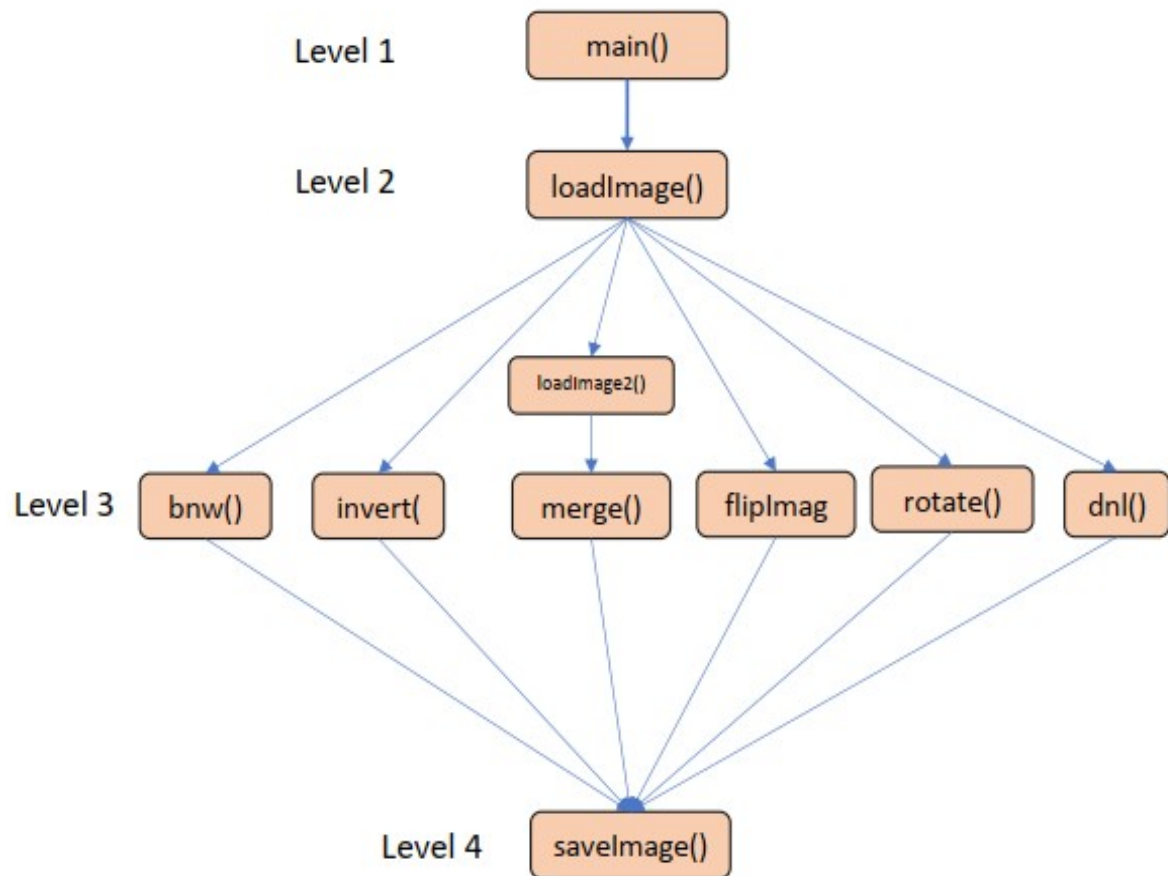 Level 1
main()
Level 2
loadImage()
loadImage2()
Level 3
bnw()
invert(
merge()
flipImag
rotate()
dnl()
Level 4
saveImage()